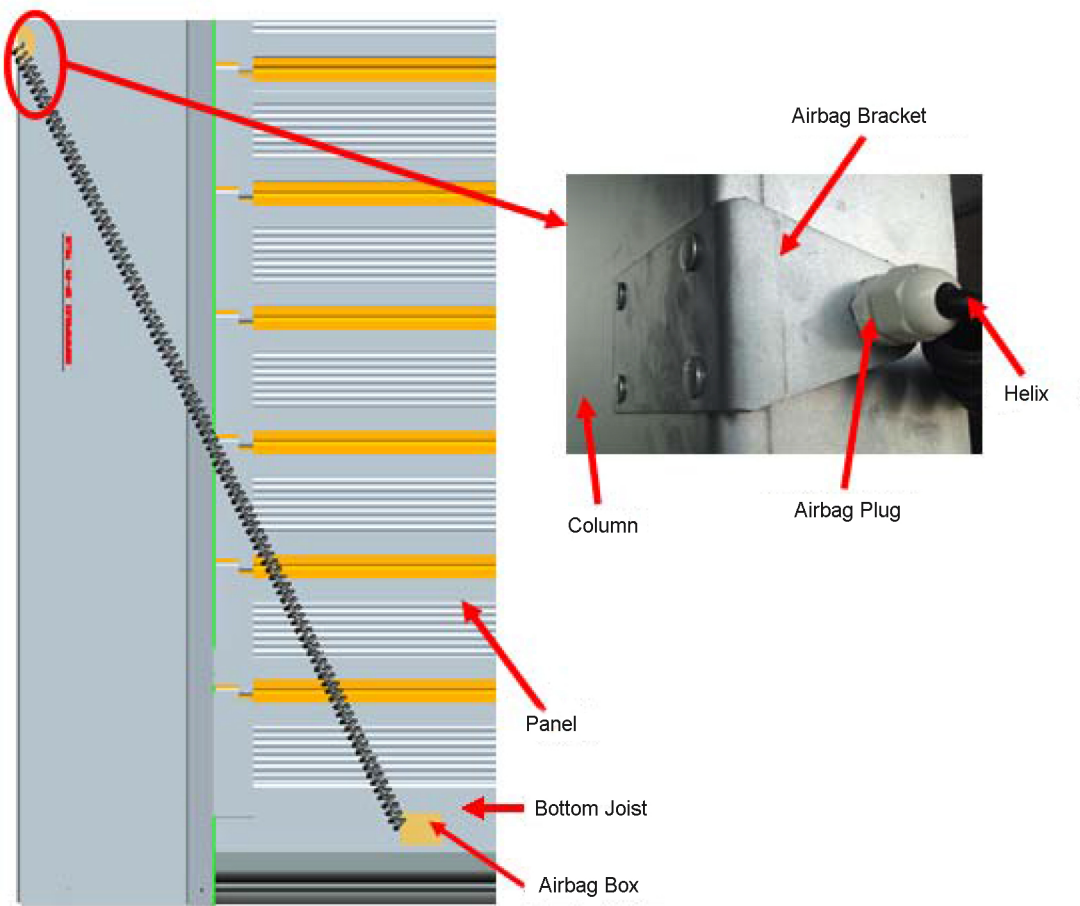 Airbag Bracket
Helix
Airbag Plug
Column
Panel
Bottom Joist
Airbag Box